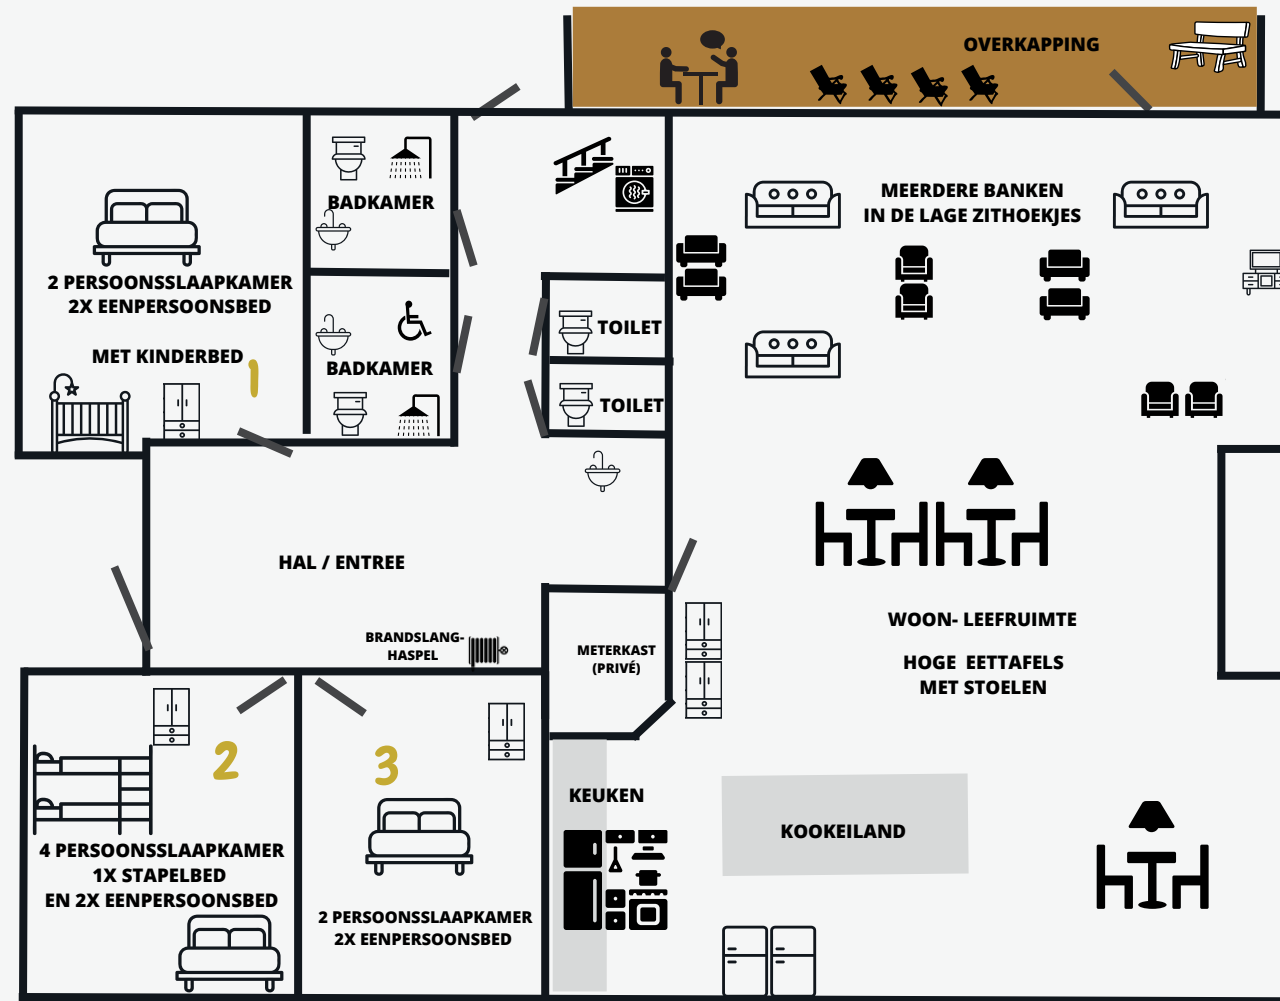 OVERKAPPING
MEERDERE BANKEN
IN DE LAGE ZITHOEKJES
BADKAMER
2 PERSOONSSLAAPKAMER
2X EENPERSOONSBED
MET KINDERBED
1
BADKAMER
TOILET
TOILET
HAL / ENTREE
BRANDSLANG-
HASPEL
METERKAST
(PRIVÉ)
WOON- LEEFRUIMTE
HOGE EETTAFELS
MET STOELEN
2
4 PERSOONSSLAAPKAMER
1X STAPELBED
EN 2X EENPERSOONSBED
3
2 PERSOONSSLAAPKAMER
2X EENPERSOONSBED
KEUKEN
KOOKEILAND